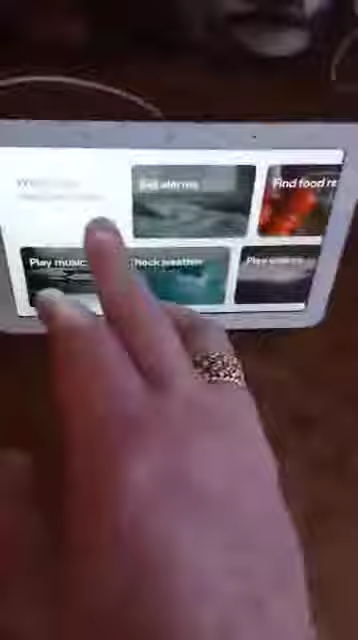 Set alarms
Find food re
Play music
heck weather
Play videos